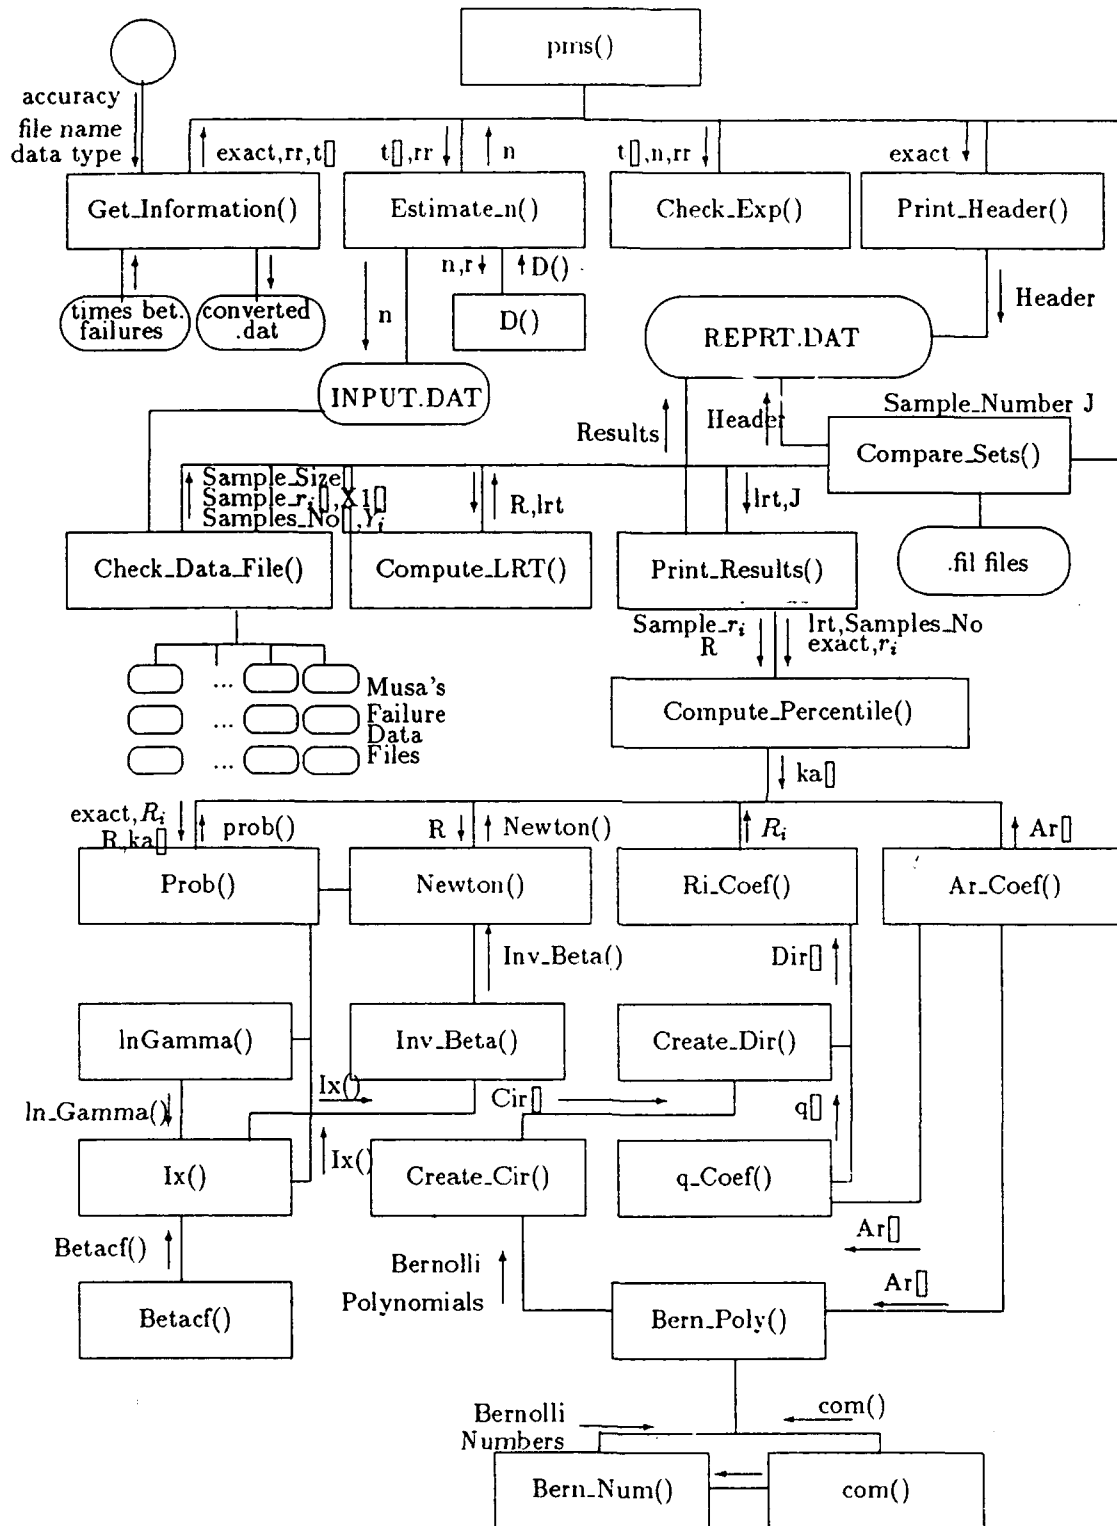 pms()
accuracy
file name
data type
exact,rr,t[]
t[],rr
n
t[],n,rr
exact
Get_Information()
Estimate_n()
Check_Exp()
Print_Header()
n,r
D()
Header
times bet.
failures
converted
.dat
n
D()
REPRT.DAT
INPUT.DAT
Sample_Number J
Results
Header
Compare_Sets()
Sample_Size[]
Sample_r_i[],X1[]
Samples_No[],Y_i
R,lrt
lrt,J
Check_Data_File()
Compute_LRT()
Print_Results()
.fil files
Sample_r_i
R
lrt,Samples_No
exact,r_i
... Musa's
... Failure
Data
... Files
Compute_Percentile()
ka[]
exact,R_i
R,ka[]
prob()
R
Newton()
R_i
Ar[]
Prob()
Newton()
Ri_Coef()
Ar_Coef()
Inv_Beta()
Dir[]
lnGamma()
Inv_Beta()
Create_Dir()
ln_Gamma()
Ix()
Cir[]
q[]
Ix()
Ix()
Create_Cir()
q_Coef()
Betacf()
Bernolli
Polynomials
Ar[]
Ar[]
Betacf()
Bern_Poly()
Bernolli
Numbers
com()
Bern_Num()
com()